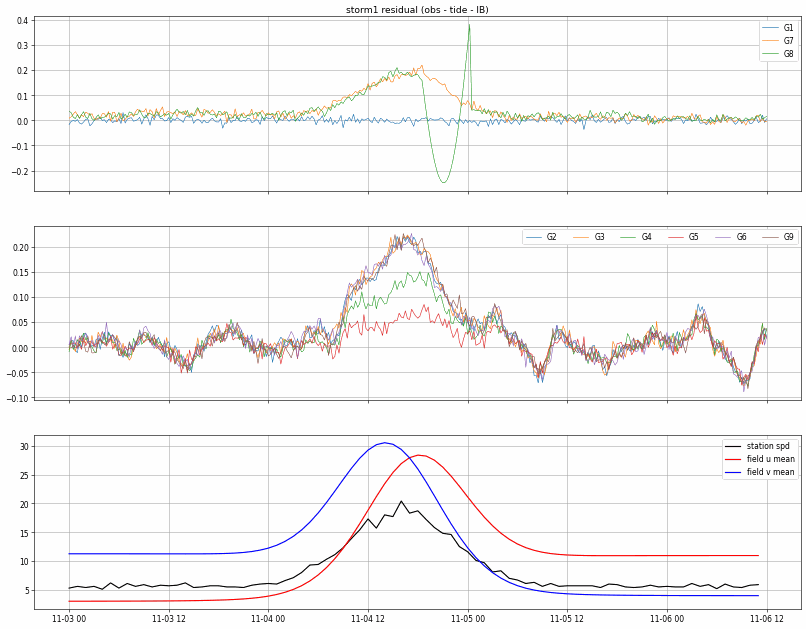 storm1 residual (obs - tide - IB)
0.4
0.3
0.2
0.1
0.0
−0.1
−0.2
G1
G7
G8
0.20
0.15
0.10
0.05
0.00
−0.05
−0.10
G2 G3 G4 G5 G6 G9
30
25
20
15
10
5
station spd
field u mean
field v mean
11-03 00 11-03 12 11-04 00 11-04 12 11-05 00 11-05 12 11-06 00 11-06 12